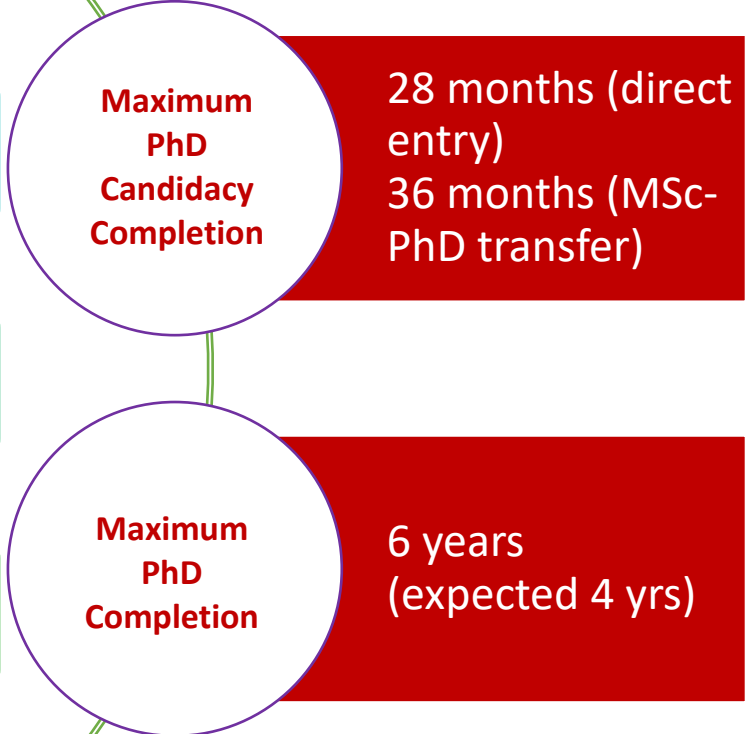 Maximum
PhD
Candidacy
Completion
28 months (direct
entry)
36 months (MSc-
PhD transfer)
Maximum
PhD
Completion
6 years
(expected 4 yrs)